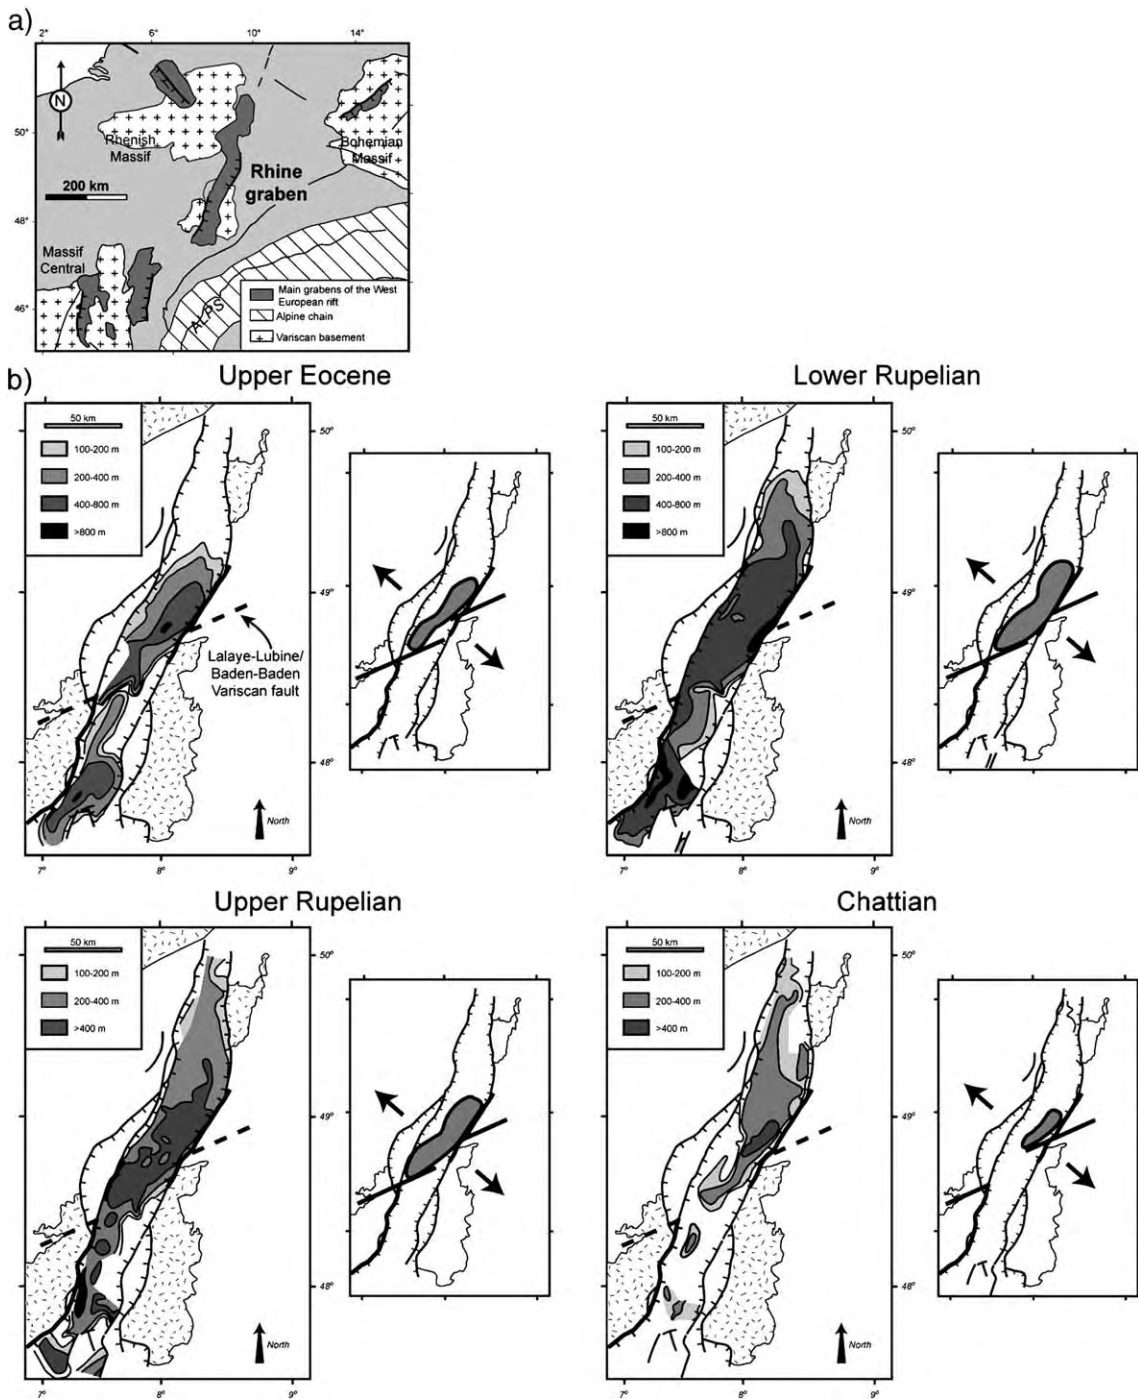 a)
2° 6° 10° 14°
N
50°
Rhenish
Massif
Bohemian
Massif
Rhine
graben
200 km
48°
Massif
Central
46°
ALPS
Main grabens of the West
European rift
Alpine chain
Variscan basement
b)
Upper Eocene
50 km
100-200 m
200-400 m
400-800 m
>800 m
50°
49°
Lalaye-Lubine/
Baden-Baden
Variscan fault
48°
North
7° 8° 9°
Lower Rupelian
50 km
100-200 m
200-400 m
400-800 m
>800 m
50°
49°
48°
North
7° 8° 9°
Upper Rupelian
50 km
100-200 m
200-400 m
>400 m
50°
49°
48°
North
7° 8° 9°
Chattian
50 km
100-200 m
200-400 m
>400 m
50°
49°
48°
North
7° 8° 9°